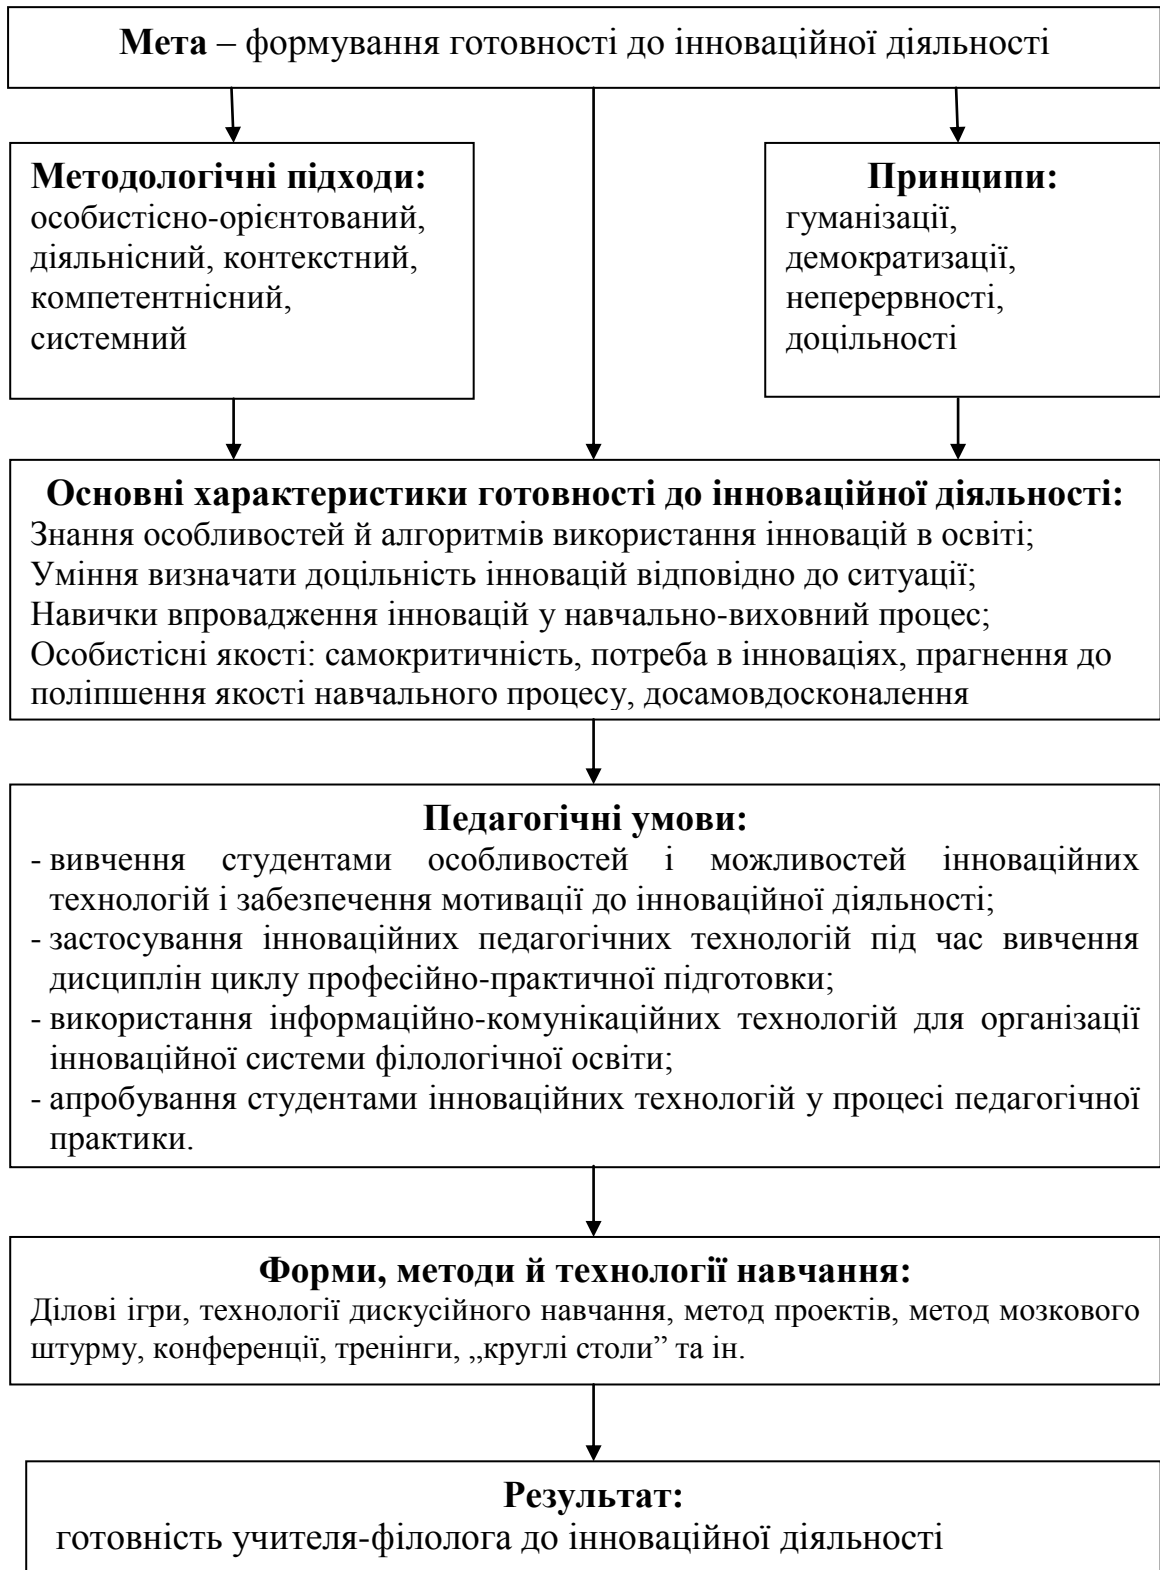 Мета – формування готовності до інноваційної діяльності
Методологічні підходи:
особистісно-орієнтований,
діяльнісний, контекстний,
компетентнісний,
системний
Принципи:
гуманізації,
демократизації,
неперервності,
доцільності
Основні характеристики готовності до інноваційної діяльності:
Знання особливостей й алгоритмів використання інновацій в освіті;
Уміння визначати доцільність інновацій відповідно до ситуації;
Навички впровадження інновацій у навчально-виховний процес;
Особистісні якості: самокритичність, потреба в інноваціях, прагнення до
поліпшення якості навчального процесу, досамовдосконалення
Педагогічні умови:
- вивчення студентами особливостей і можливостей інноваційних
технологій і забезпечення мотивації до інноваційної діяльності;
- застосування інноваційних педагогічних технологій під час вивчення
дисциплін циклу професійно-практичної підготовки;
- використання інформаційно-комунікаційних технологій для організації
інноваційної системи філологічної освіти;
- апробування студентами інноваційних технологій у процесі педагогічної
практики.
Форми, методи й технології навчання:
Ділові ігри, технології дискусійного навчання, метод проектів, метод мозкового
штурму, конференції, тренінги, „круглі столи” та ін.
Результат:
готовність учителя-філолога до інноваційної діяльності